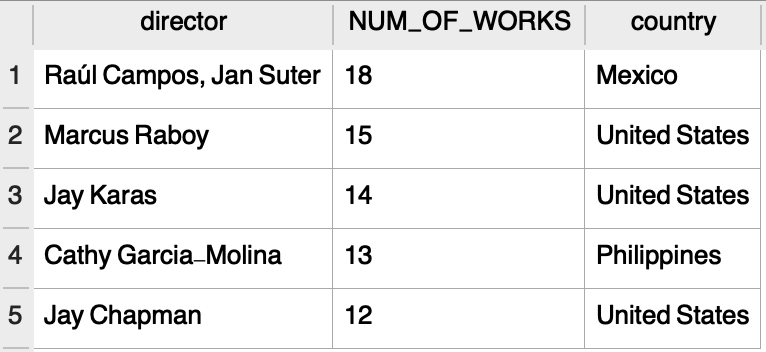 director NUM_OF_WORKS country
1 Raúl Campos, Jan Suter 18 Mexico
2 Marcus Raboy 15 United States
3 Jay Karas 14 United States
4 Cathy Garcia-Molina 13 Philippines
5 Jay Chapman 12 United States